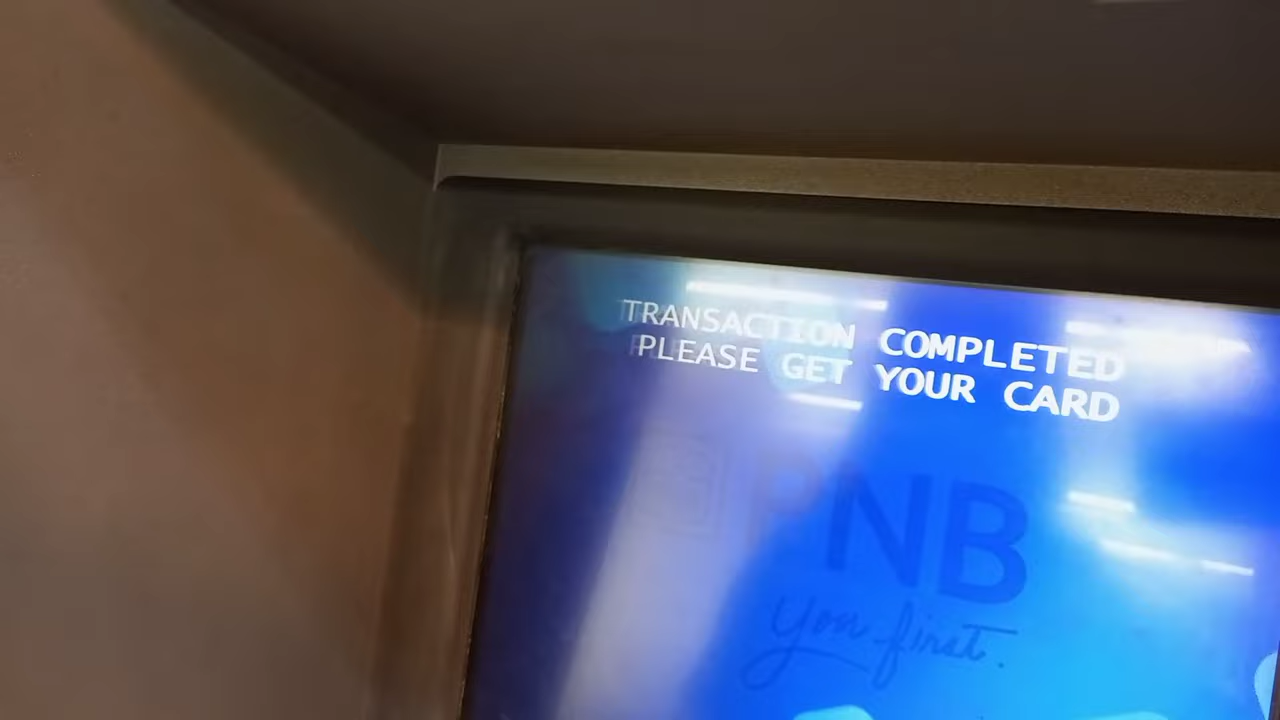 TRANSACTION COMPLETED
PLEASE GET YOUR CARD
PNB
you first.